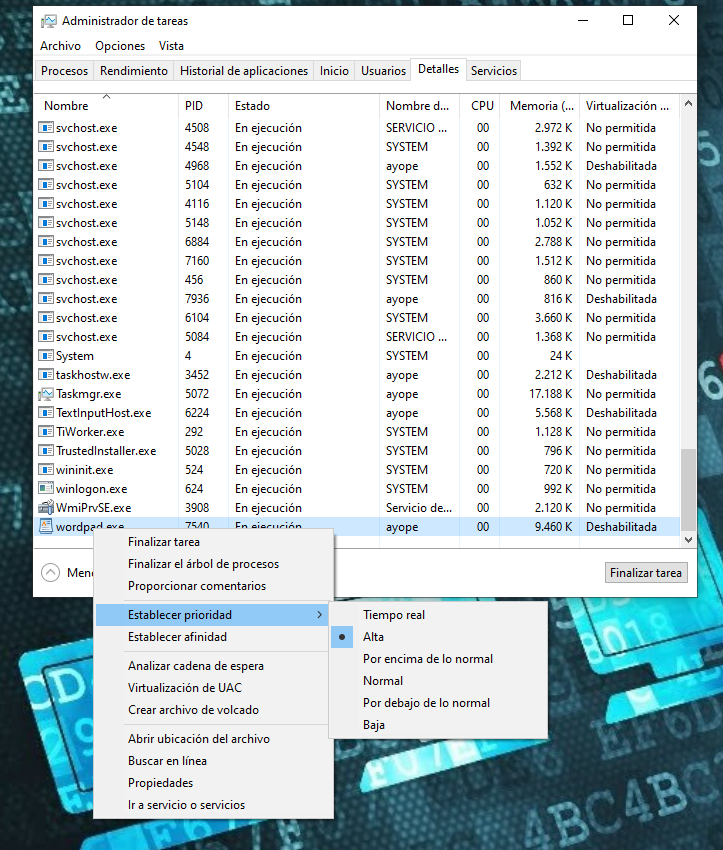 Administrador de tareas
Archivo Opciones Vista
Procesos Rendimiento Historial de aplicaciones Inicio Usuarios Detalles Servicios
Nombre PID Estado Nombre d... CPU Memoria (... Virtualización ...
svchost.exe 4508 En ejecución SERVICIO ... 00 2.972 K No permitida
svchost.exe 4548 En ejecución SYSTEM 00 1.392 K No permitida
svchost.exe 4968 En ejecución ayope 00 1.552 K Deshabilitada
svchost.exe 5104 En ejecución SYSTEM 00 632 K No permitida
svchost.exe 4116 En ejecución SYSTEM 00 1.120 K No permitida
svchost.exe 5148 En ejecución SYSTEM 00 1.052 K No permitida
svchost.exe 6884 En ejecución SYSTEM 00 2.788 K No permitida
svchost.exe 7160 En ejecución SYSTEM 00 1.512 K No permitida
svchost.exe 456 En ejecución SYSTEM 00 860 K No permitida
svchost.exe 7936 En ejecución ayope 00 816 K Deshabilitada
svchost.exe 6104 En ejecución SYSTEM 00 3.660 K No permitida
svchost.exe 5084 En ejecución SERVICIO ... 00 1.368 K No permitida
System 4 En ejecución SYSTEM 00 24 K
taskhostw.exe 3452 En ejecución ayope 00 2.212 K Deshabilitada
Taskmgr.exe 5072 En ejecución ayope 00 17.188 K No permitida
TextInputHost.exe 6224 En ejecución ayope 00 5.568 K Deshabilitada
TiWorker.exe 292 En ejecución SYSTEM 00 1.128 K No permitida
TrustedInstaller.exe 5028 En ejecución SYSTEM 00 796 K No permitida
wininit.exe 524 En ejecución SYSTEM 00 720 K No permitida
winlogon.exe 624 En ejecución SYSTEM 00 992 K No permitida
WmiPrvSE.exe 3908 En ejecución Servicio de... 00 2.120 K No permitida
wordpad.exe 7540 En ejecución ayope 00 9.460 K Deshabilitada
Finalizar tarea
Finalizar el árbol de procesos
Proporcionar comentarios
Establecer prioridad
Establecer afinidad
Analizar cadena de espera
Virtualización de UAC
Crear archivo de volcado
Abrir ubicación del archivo
Buscar en línea
Propiedades
Ir a servicio o servicios
Tiempo real
Alta
Por encima de lo normal
Normal
Por debajo de lo normal
Baja
Finalizar tarea
4BC4BC